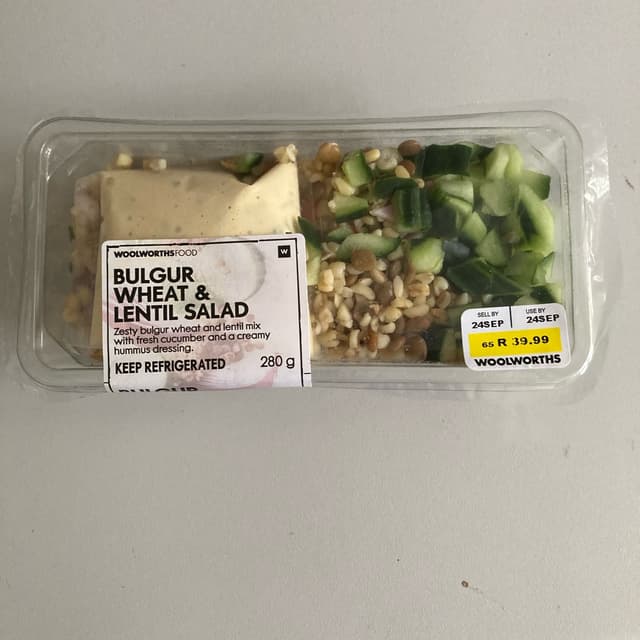 WOOLWORTHSFOOD
W
BULGUR
WHEAT &
LENTIL SALAD
Zesty bulgur wheat and lentil mix
with fresh cucumber and a creamy
hummus dressing.
KEEP REFRIGERATED 280 g
BULGUR
SELL BY USE BY
24SEP 24SEP
65 R 39.99
WOOLWORTHS